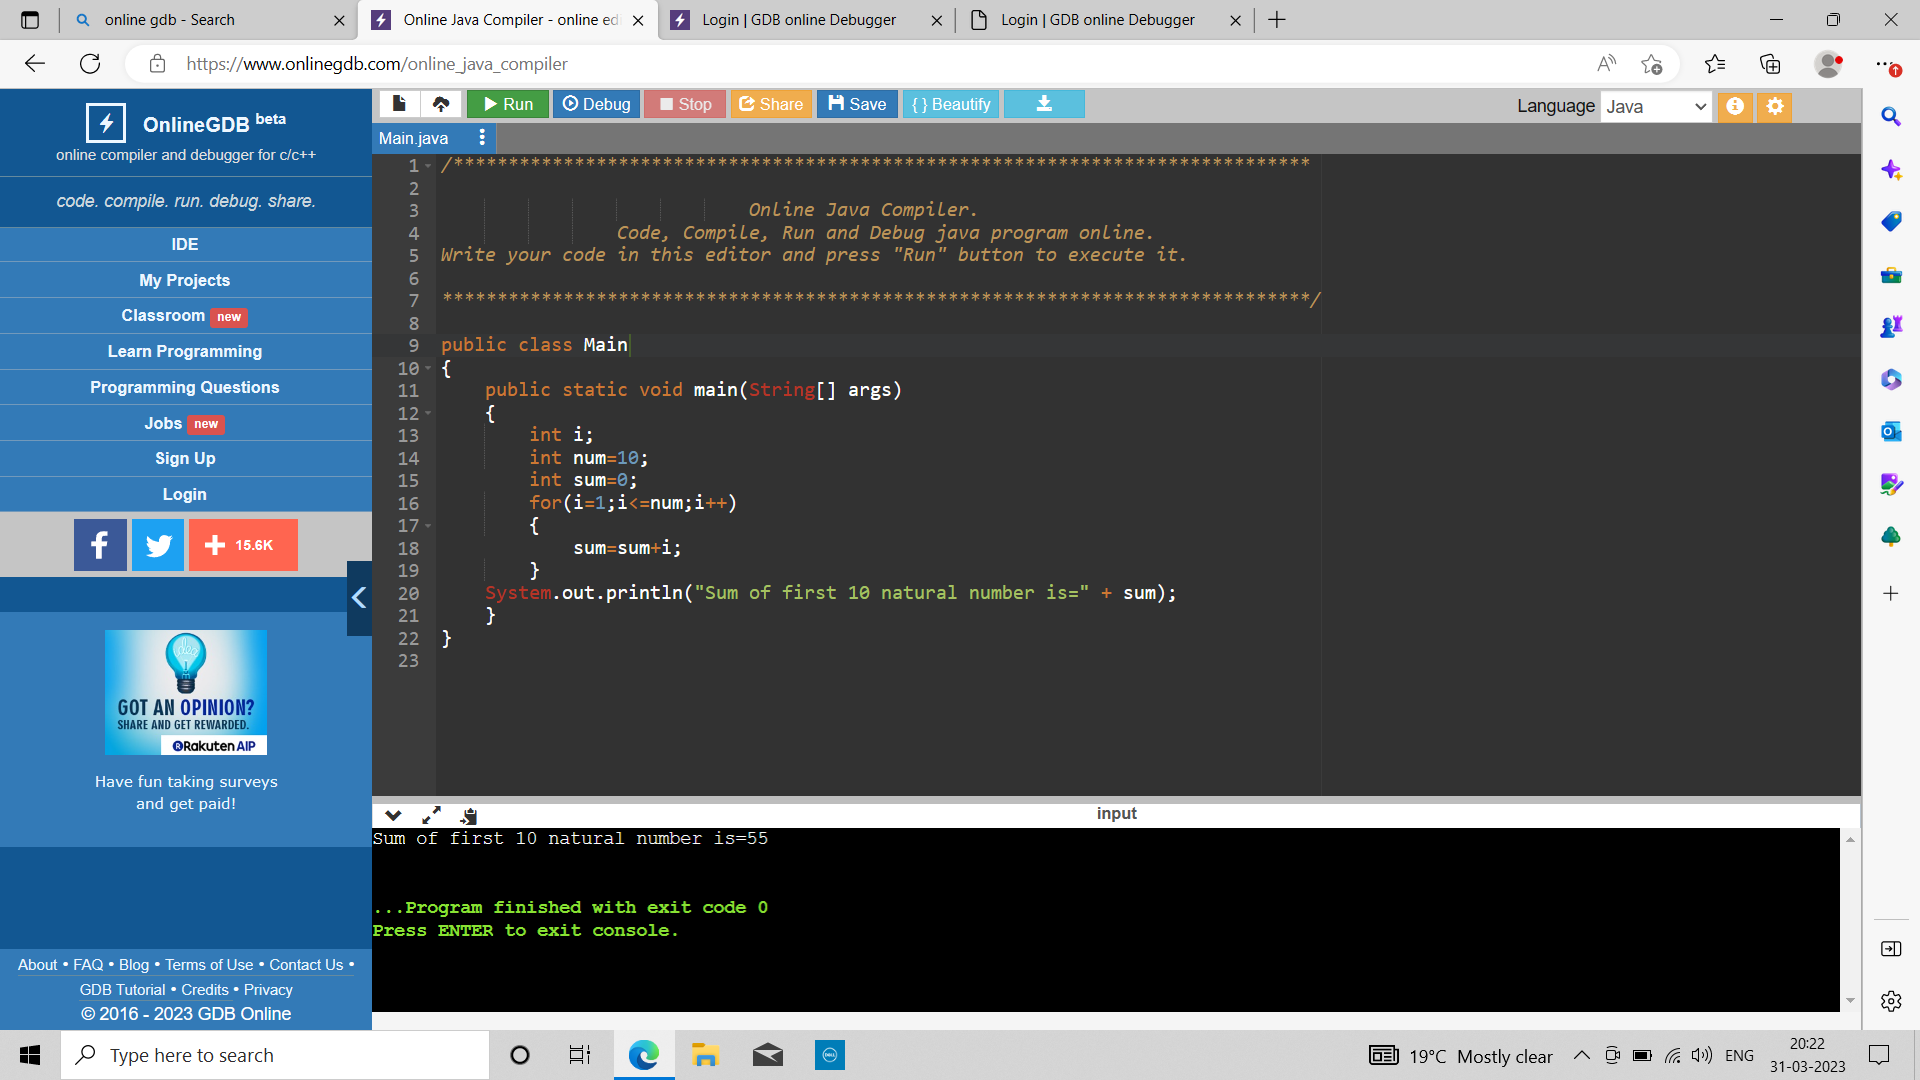 online gdb - Search
Online Java Compiler - online edi
Login | GDB online Debugger
Login | GDB online Debugger
https://www.onlinegdb.com/online_java_compiler
OnlineGDB beta
online compiler and debugger for c/c++
code. compile. run. debug. share.
IDE
My Projects
Classroom new
Learn Programming
Programming Questions
Jobs new
Sign Up
Login
15.6K
GOT AN OPINION?
SHARE AND GET REWARDED.
Rakuten AIP
Have fun taking surveys
and get paid!
About • FAQ • Blog • Terms of Use • Contact Us •
GDB Tutorial • Credits • Privacy
© 2016 - 2023 GDB Online
Run Debug Stop Share Save { } Beautify
Language Java
Main.java
1 /******************************************************************************
2
3 Online Java Compiler.
4 Code, Compile, Run and Debug java program online.
5 Write your code in this editor and press "Run" button to execute it.
6
7 *******************************************************************************/
8
9 public class Main
10 {
11 public static void main(String[] args)
12 {
13 int i;
14 int num=10;
15 int sum=0;
16 for(i=1;i<=num;i++)
17 {
18 sum=sum+i;
19 }
20 System.out.println("Sum of first 10 natural number is=" + sum);
21 }
22 }
23
input
Sum of first 10 natural number is=55
...Program finished with exit code 0
Press ENTER to exit console.
Type here to search
19°C Mostly clear
ENG
20:22
31-03-2023